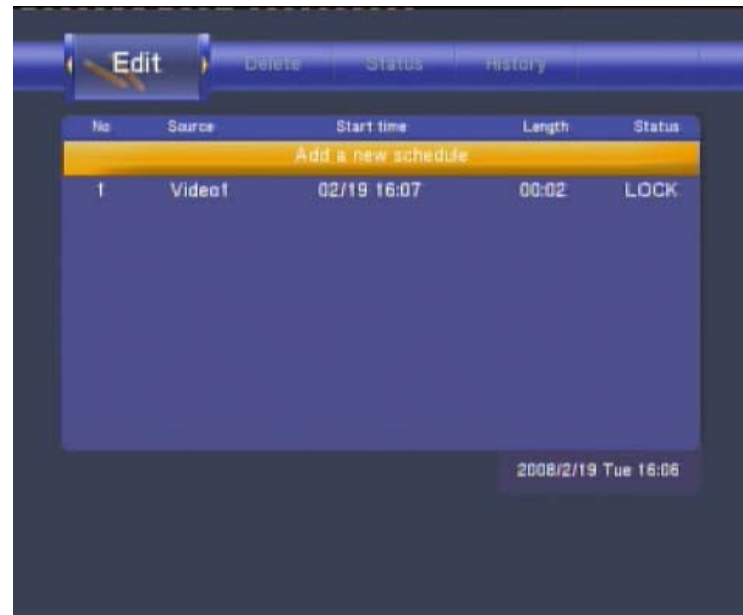 Edit Delete Status History
No Source Start time Length Status
Add a new schedule
1 Video1 02/19 16:07 00:02 LOCK
2008/2/19 Tue 16:06